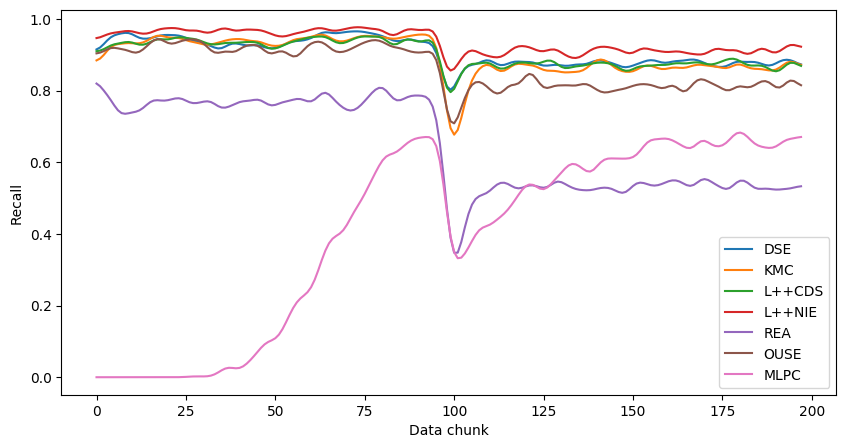 1.0
0.8
0.6
0.4
0.2
0.0
Recall
0
25
50
75
100
125
150
175
200
Data chunk
DSE
KMC
L++CDS
L++NIE
REA
OUSE
MLPC